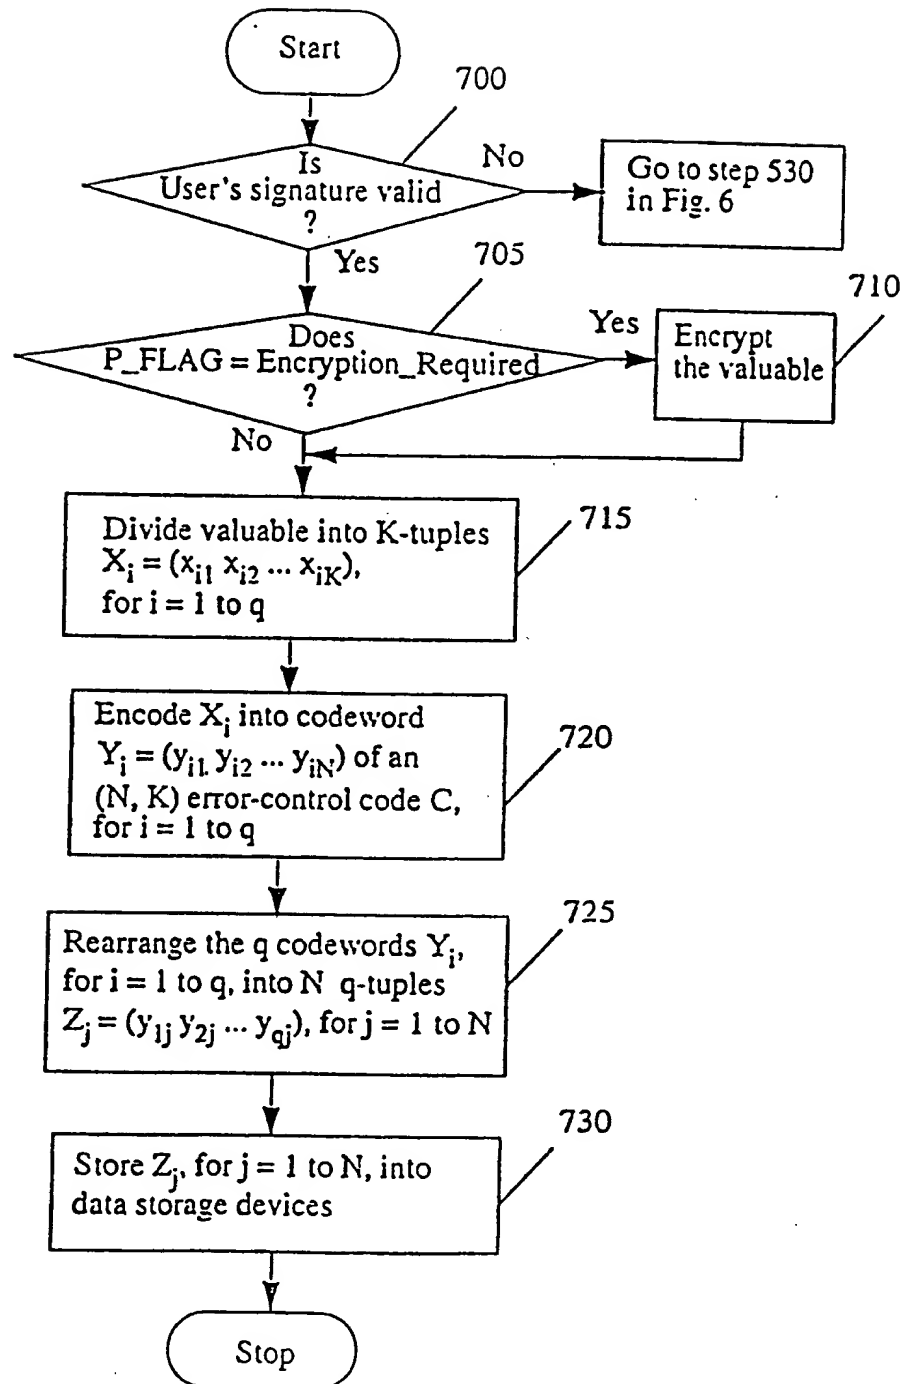 Start
700
Is
User's signature valid
?
No
Go to step 530
in Fig. 6
Yes
705
Does
P_FLAG = Encryption_Required
?
Yes
710
Encrypt
the valuable
No
Divide valuable into K-tuples
X_i = (x_i1 x_i2 ... x_iK),
for i = 1 to q
715
Encode X_i into codeword
Y_i = (y_i1 y_i2 ... y_iN) of an
(N, K) error-control code C,
for i = 1 to q
720
Rearrange the q codewords Y_i,
for i = 1 to q, into N q-tuples
Z_j = (y_1j y_2j ... y_qj), for j = 1 to N
725
Store Z_j, for j = 1 to N, into
data storage devices
730
Stop